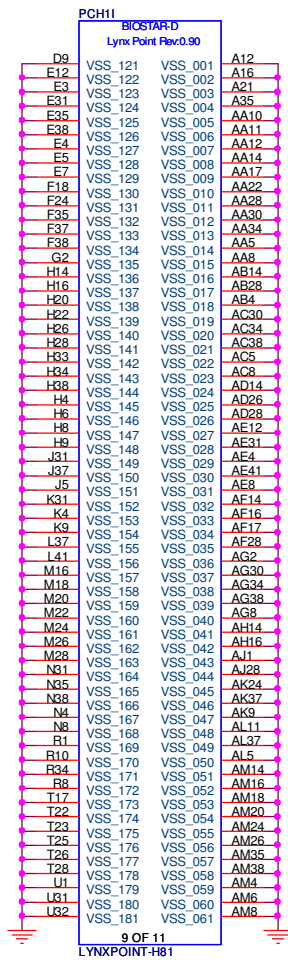 PCH1I
BIOSTAR-D
Lynx Point Rev:0.90
D9 VSS_121 VSS_001 A12
E12 VSS_122 VSS_002 A16
E3 VSS_123 VSS_003 A21
E31 VSS_124 VSS_004 A35
E35 VSS_125 VSS_005 AA10
E38 VSS_126 VSS_006 AA11
E4 VSS_127 VSS_007 AA12
E5 VSS_128 VSS_008 AA14
E7 VSS_129 VSS_009 AA17
F18 VSS_130 VSS_010 AA22
F24 VSS_131 VSS_011 AA28
F35 VSS_132 VSS_012 AA30
F37 VSS_133 VSS_013 AA34
F38 VSS_134 VSS_014 AA5
G2 VSS_135 VSS_015 AA8
H14 VSS_136 VSS_016 AB14
H16 VSS_137 VSS_017 AB28
H20 VSS_138 VSS_018 AB4
H22 VSS_139 VSS_019 AC30
H26 VSS_140 VSS_020 AC34
H28 VSS_141 VSS_021 AC38
H33 VSS_142 VSS_022 AC5
H34 VSS_143 VSS_023 AC8
H38 VSS_144 VSS_024 AD14
H4 VSS_145 VSS_025 AD26
H6 VSS_146 VSS_026 AD28
H8 VSS_147 VSS_027 AE12
H9 VSS_148 VSS_028 AE31
J31 VSS_149 VSS_029 AE4
J37 VSS_150 VSS_030 AE41
J5 VSS_151 VSS_031 AE8
K31 VSS_152 VSS_032 AF14
K4 VSS_153 VSS_033 AF16
K9 VSS_154 VSS_034 AF17
L37 VSS_155 VSS_035 AF28
L41 VSS_156 VSS_036 AG2
M16 VSS_157 VSS_037 AG30
M18 VSS_158 VSS_038 AG34
M20 VSS_159 VSS_039 AG38
M22 VSS_160 VSS_040 AG8
M24 VSS_161 VSS_041 AH14
M26 VSS_162 VSS_042 AH16
M28 VSS_163 VSS_043 AJ1
N31 VSS_164 VSS_044 AJ28
N35 VSS_165 VSS_045 AK24
N38 VSS_166 VSS_046 AK37
N4 VSS_167 VSS_047 AK9
N8 VSS_168 VSS_048 AL11
R1 VSS_169 VSS_049 AL37
R10 VSS_170 VSS_050 AL5
R34 VSS_171 VSS_051 AM14
R8 VSS_172 VSS_052 AM16
T17 VSS_173 VSS_053 AM18
T22 VSS_174 VSS_054 AM20
T23 VSS_175 VSS_055 AM24
T25 VSS_176 VSS_056 AM26
T26 VSS_177 VSS_057 AM35
T28 VSS_178 VSS_058 AM38
U1 VSS_179 VSS_059 AM4
U31 VSS_180 VSS_060 AM6
U32 VSS_181 VSS_061 AM8
9 OF 11
LYNXPOINT-H81